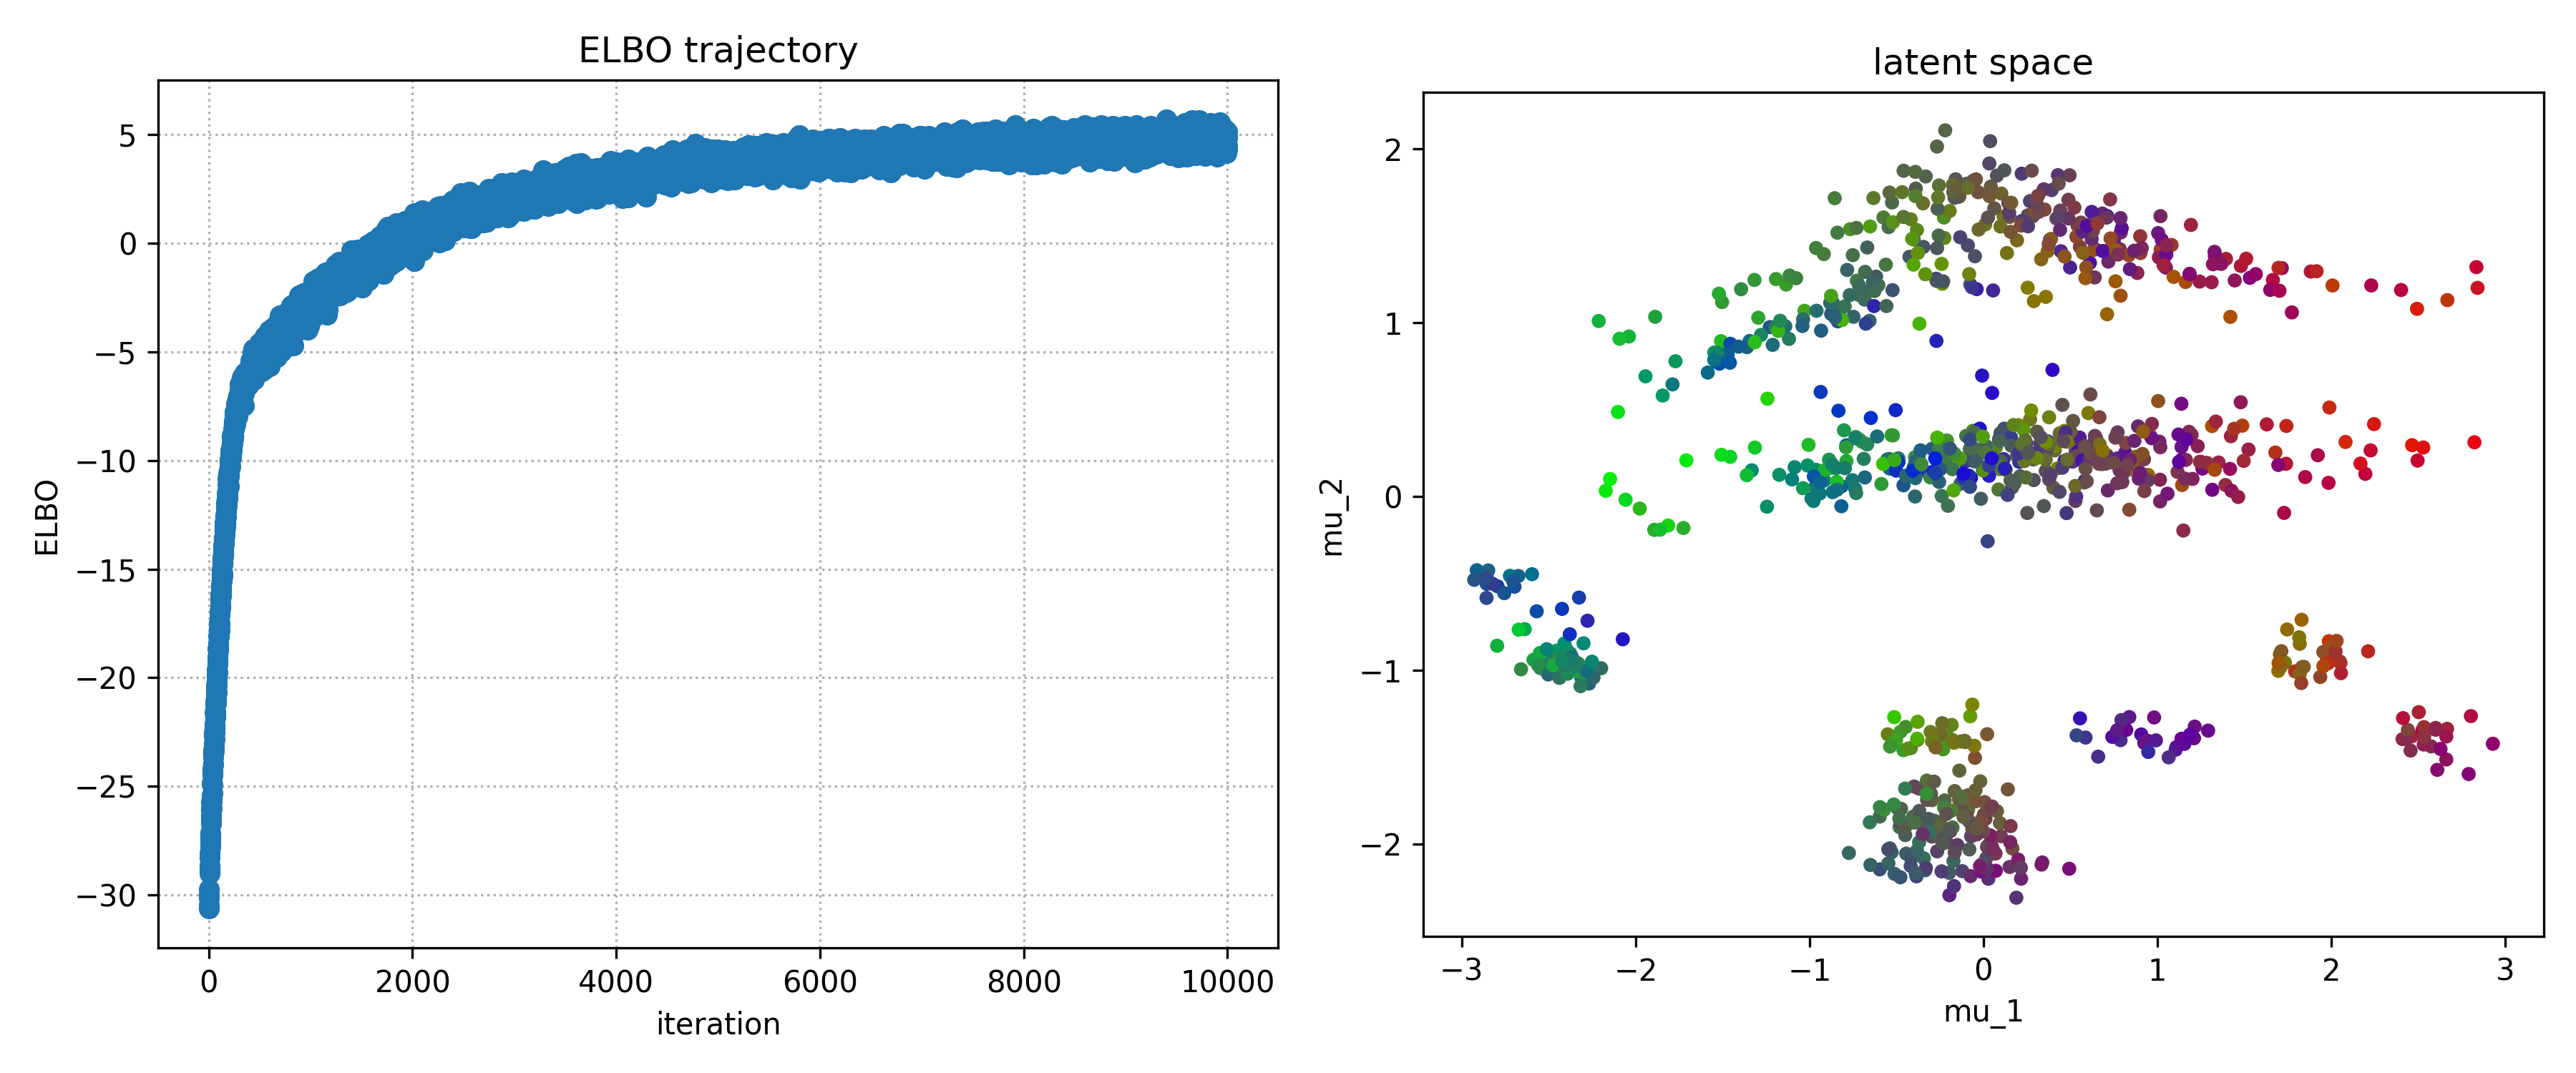 ELBO trajectory
ELBO
5
0
−5
−10
−15
−20
−25
−30
0 2000 4000 6000 8000 10000
iteration
latent space
mu_2
2
1
0
−1
−2
−3 −2 −1 0 1 2 3
mu_1